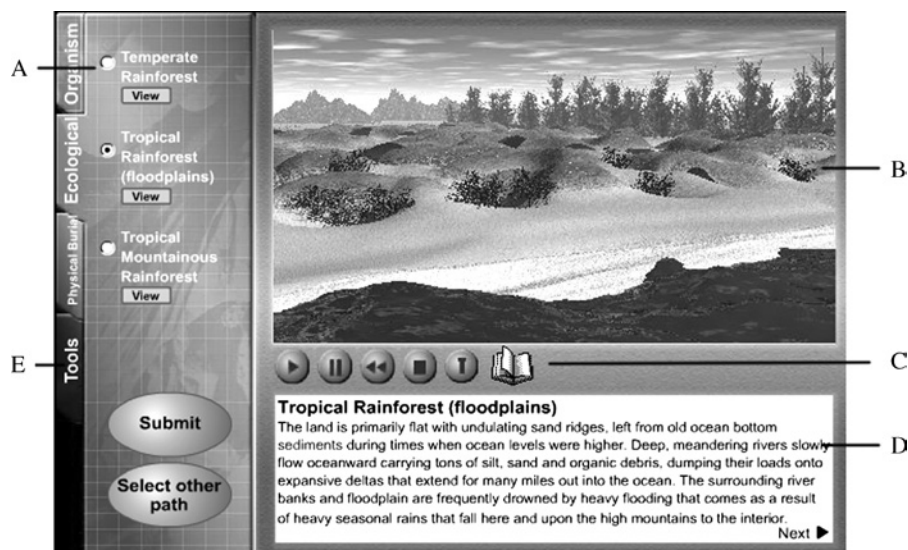 A
B
C
D
E
Organism
Ecological
Physical Burial
Tools
Temperate
Rainforest
View
Tropical
Rainforest
(floodplains)
View
Tropical
Mountainous
Rainforest
View
Submit
Select other
path
T
Tropical Rainforest (floodplains)
The land is primarily flat with undulating sand ridges, left from old ocean bottom
sediments during times when ocean levels were higher. Deep, meandering rivers slowly
flow oceanward carrying tons of silt, sand and organic debris, dumping their loads onto
expansive deltas that extend for many miles out into the ocean. The surrounding river
banks and floodplain are frequently drowned by heavy flooding that comes as a result
of heavy seasonal rains that fall here and upon the high mountains to the interior.
Next